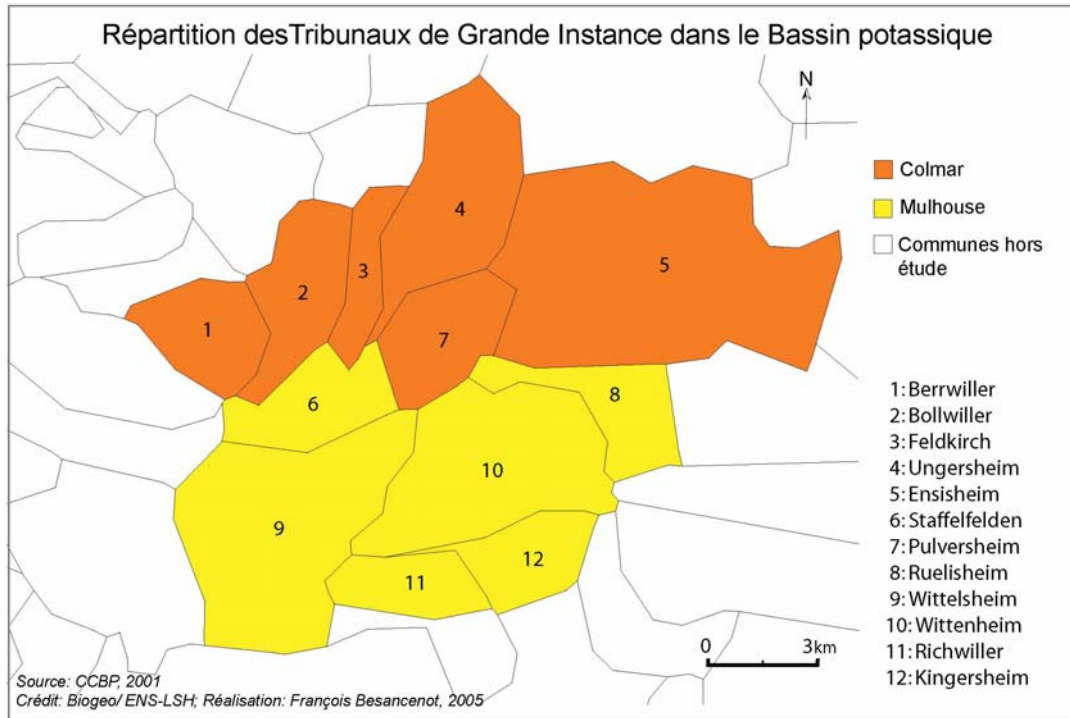 Répartition desTribunaux de Grande Instance dans le Bassin potassique
N
Colmar
Mulhouse
Communes hors
étude
1
2
3
4
5
6
7
8
9
10
11
12
1: Berrwiller
2: Bollwiller
3: Feldkirch
4: Ungersheim
5: Ensisheim
6: Staffelfelden
7: Pulversheim
8: Ruelisheim
9: Wittelsheim
10: Wittenheim
11: Richwiller
12: Kingersheim
0 3km
Source: CCBP, 2001
Crédit: Biogeo/ ENS-LSH; Réalisation: François Besancenot, 2005